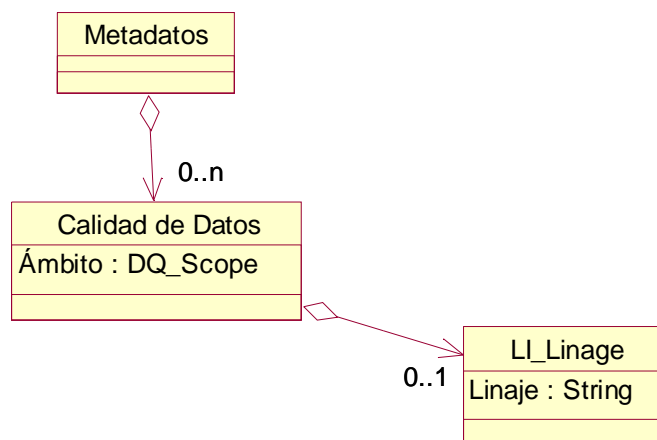 Metadatos
0..n
Calidad de Datos
Ámbito : DQ_Scope
LI_Linage
0..1
Linaje : String